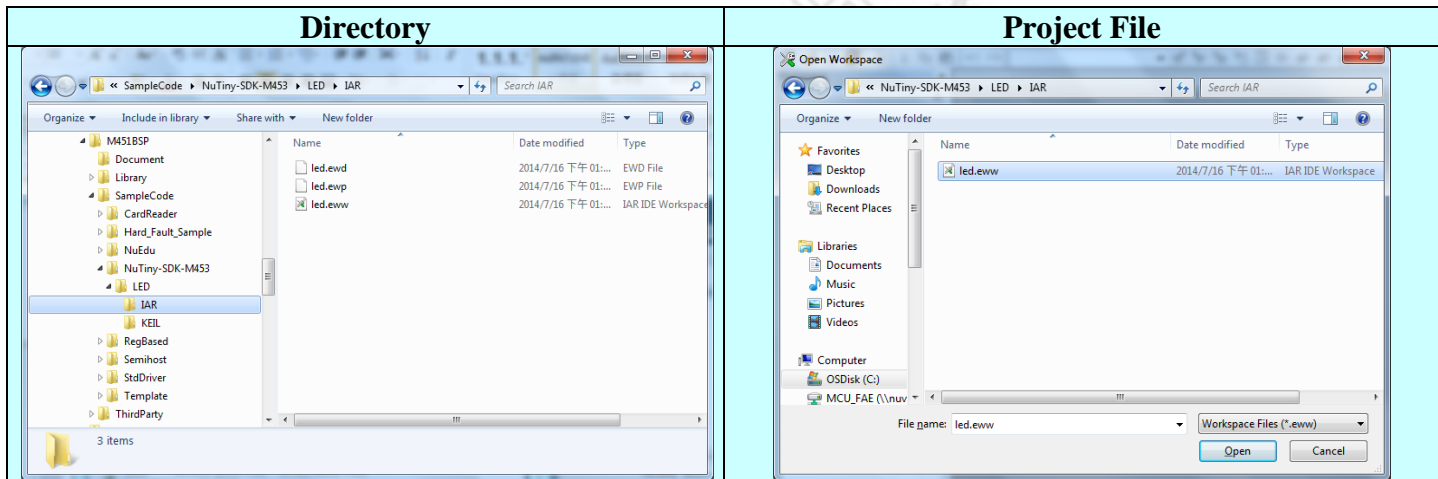 Directory
« SampleCode ▸ NuTiny-SDK-M453 ▸ LED ▸ IAR
Search IAR
Organize ▾ Include in library ▾ Share with ▾ New folder
M451BSP
Document
Library
SampleCode
CardReader
Hard_Fault_Sample
NuEdu
NuTiny-SDK-M453
LED
IAR
KEIL
RegBased
Semihost
StdDriver
Template
ThirdParty
Name Date modified Type
led.ewd 2014/7/16 下午 01:... EWD File
led.ewp 2014/7/16 下午 01:... EWP File
led.eww 2014/7/16 下午 01:... IAR IDE Workspace
3 items
Project File
Open Workspace
« NuTiny-SDK-M453 ▸ LED ▸ IAR
Search IAR
Organize ▾ New folder
Favorites
Desktop
Downloads
Recent Places
Libraries
Documents
Music
Pictures
Videos
Computer
OSDisk (C:)
MCU_FAE (\\nuv
Name Date modified Type
led.eww 2014/7/16 下午 01:... IAR IDE Workspace
File name: led.eww
Workspace Files (*.eww)
Open Cancel